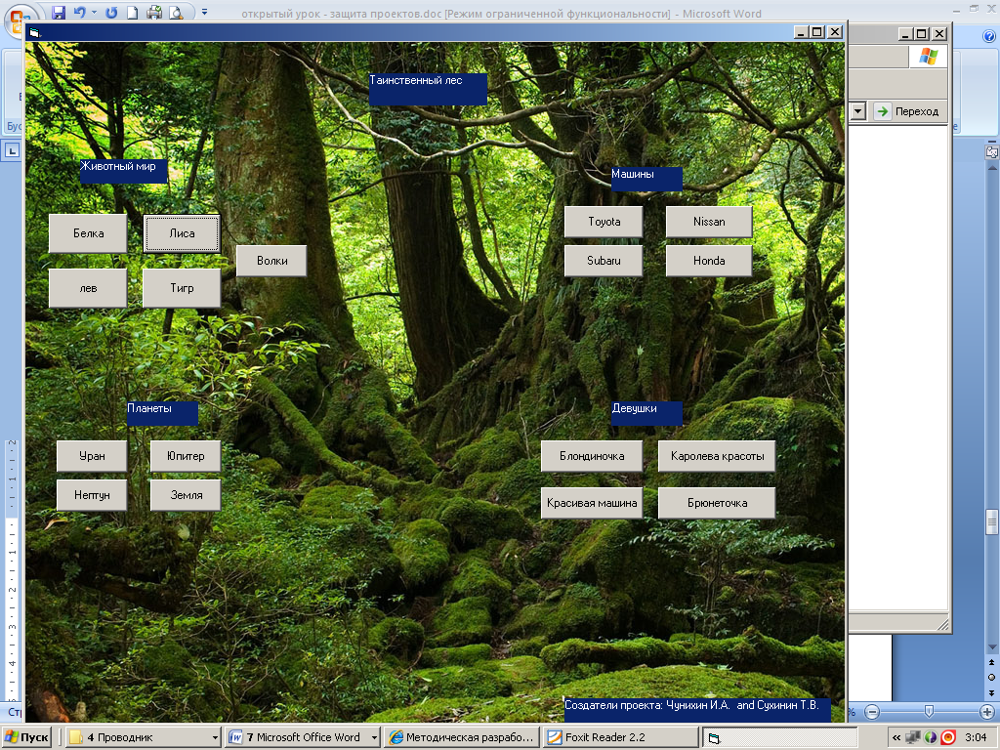 открытый урок - защита проектов.doc [Режим ограниченной функциональности] - Microsoft Word
Переход
Таинственный лес
Животный мир
Машины
Белка
Лиса
Волки
лев
Тигр
Toyota
Nissan
Subaru
Honda
Планеты
Девушки
Уран
Юпитер
Нептун
Земля
Блондиночка
Каролева красоты
Красивая машина
Брюнеточка
Создатели проекта: Чунихин И.А. and Сухинин Т.В.
Пуск
4 Проводник
7 Microsoft Office Word
Методическая разрабо...
Foxit Reader 2.2
3:04